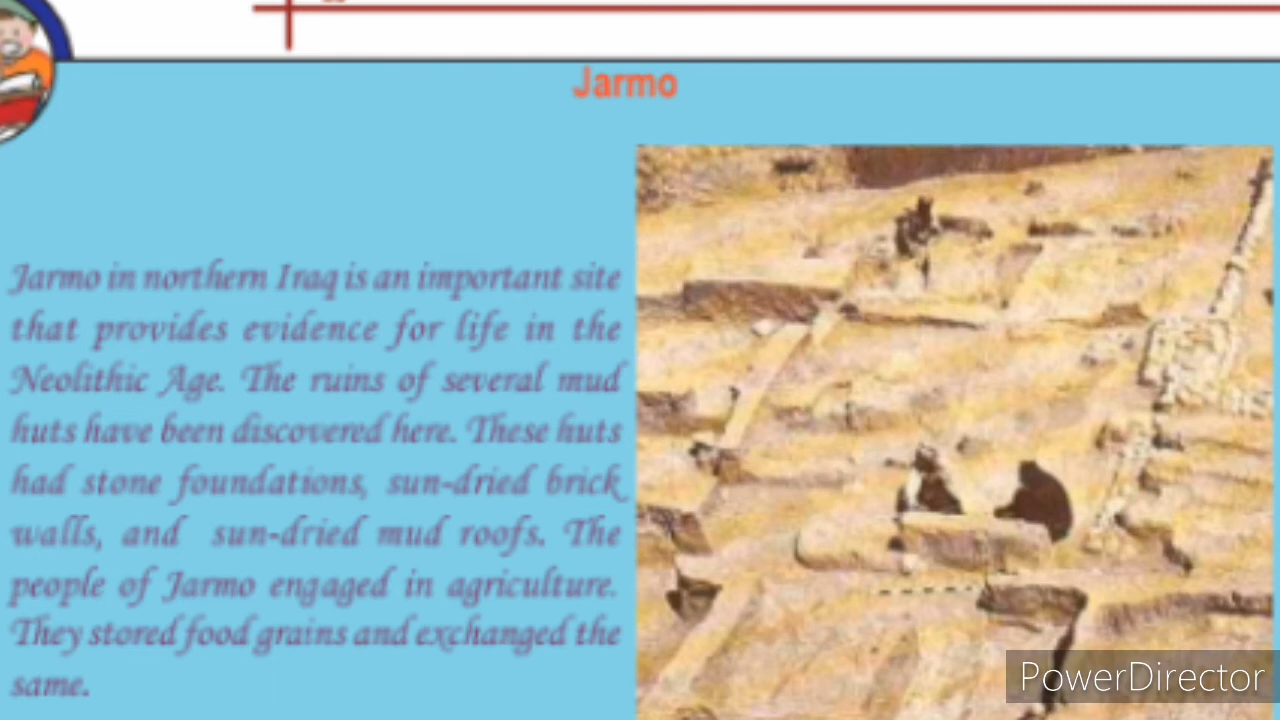 Jarmo
Jarmo in northern Iraq is an important site
that provides evidence for life in the
Neolithic Age. The ruins of several mud
huts have been discovered here. These huts
had stone foundations, sun-dried brick
walls, and sun-dried mud roofs. The
people of Jarmo engaged in agriculture.
They stored food grains and exchanged the
same.
PowerDirector